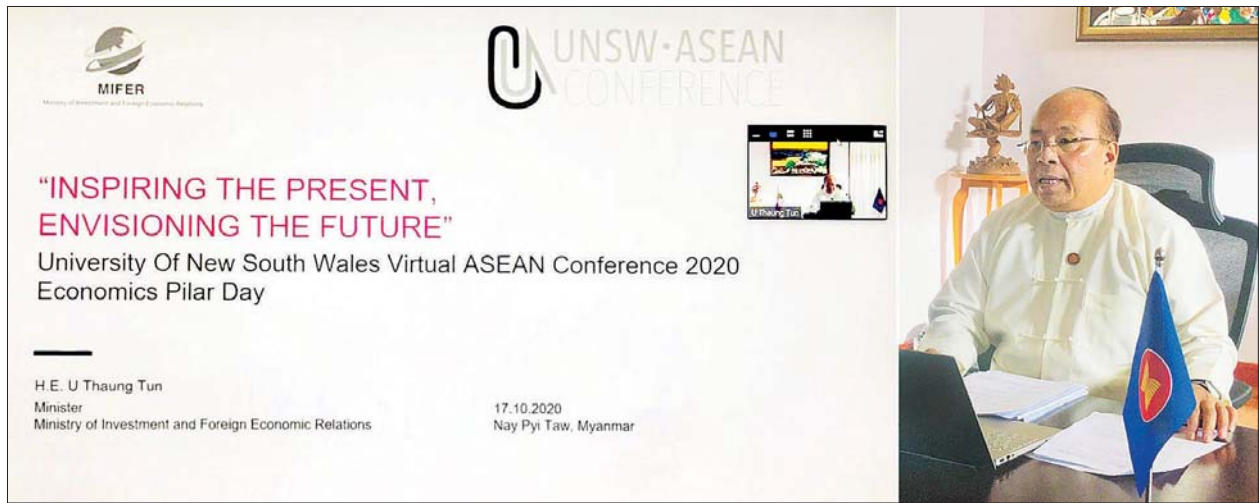 MIFER
Ministry of Investment and Foreign Economic Relations
UNSW·ASEAN
CONFERENCE
U Thaung Tun
“INSPIRING THE PRESENT,
ENVISIONING THE FUTURE”
University Of New South Wales Virtual ASEAN Conference 2020
Economics Pilar Day
H.E. U Thaung Tun
Minister
Ministry of Investment and Foreign Economic Relations
17.10.2020
Nay Pyi Taw, Myanmar